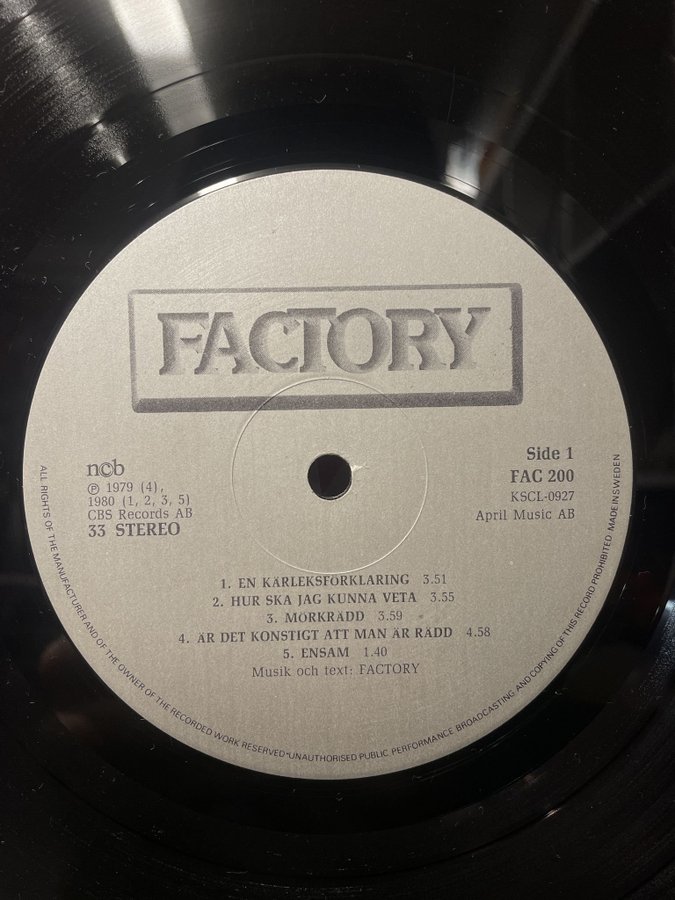 FACTORY
ncb
Ⓟ 1979 (4),
1980 (1, 2, 3, 5)
CBS Records AB
33 STEREO
Side 1
FAC 200
KSCL-0927
April Music AB
1. EN KÄRLEKSFÖRKLARING 3.51
2. HUR SKA JAG KUNNA VETA 3.55
3. MÖRKRÄDD 3.59
4. ÄR DET KONSTIGT ATT MAN ÄR RÄDD 4.58
5. ENSAM 1.40
Musik och text: FACTORY
ALL RIGHTS OF THE MANUFACTURER AND OF THE OWNER OF THE RECORDED WORK RESERVED•UNAUTHORISED PUBLIC PERFORMANCE BROADCASTING AND COPYING OF THIS RECORD PROHIBITED MADE IN SWEDEN